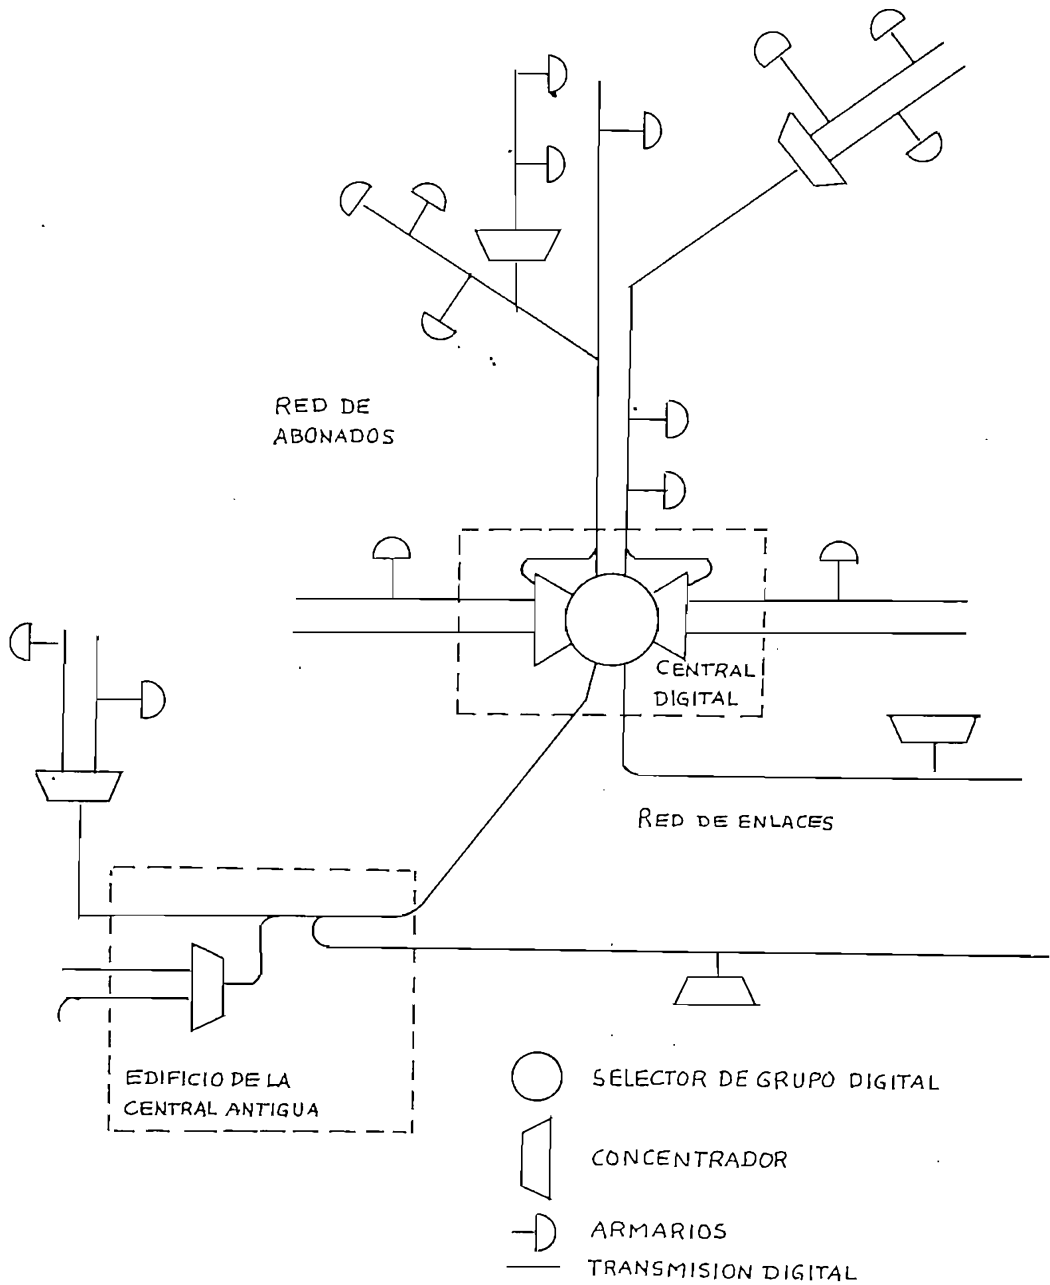 RED DE
ABONADOS
CENTRAL
DIGITAL
RED DE ENLACES
EDIFICIO DE LA
CENTRAL ANTIGUA
SELECTOR DE GRUPO DIGITAL
CONCENTRADOR
ARMARIOS
TRANSMISION DIGITAL